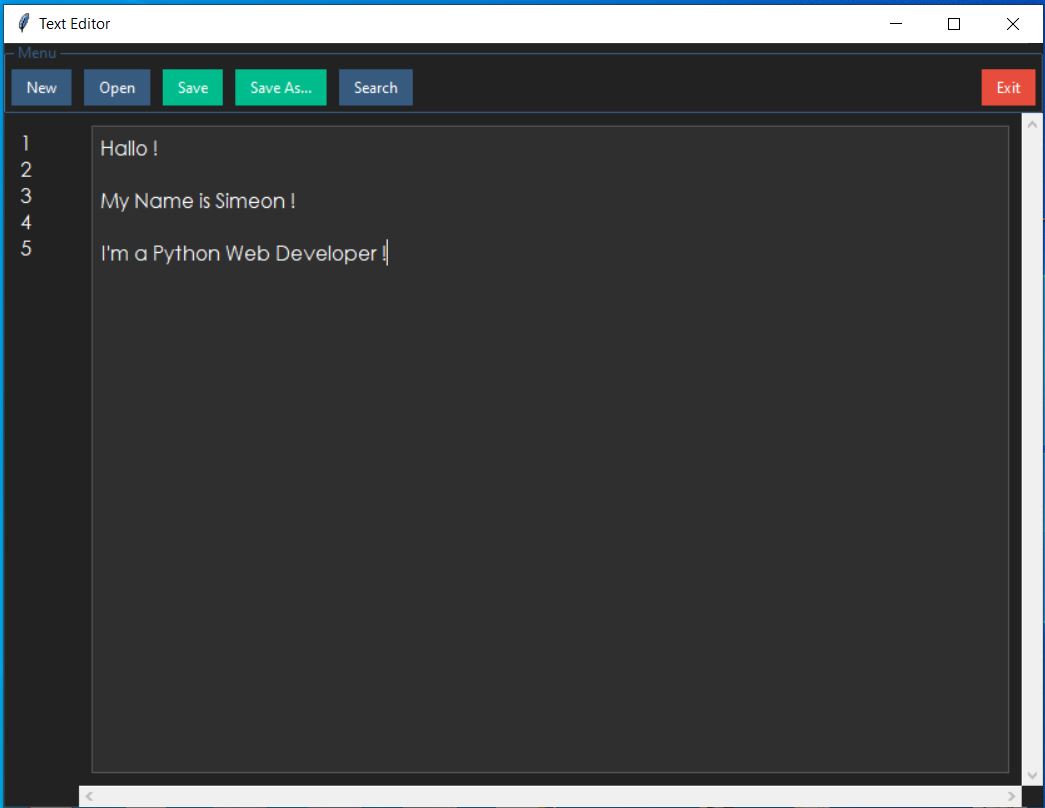 Text Editor
Menu
New Open Save Save As... Search Exit
1 Hallo !
2
3 My Name is Simeon !
4
5 I'm a Python Web Developer !